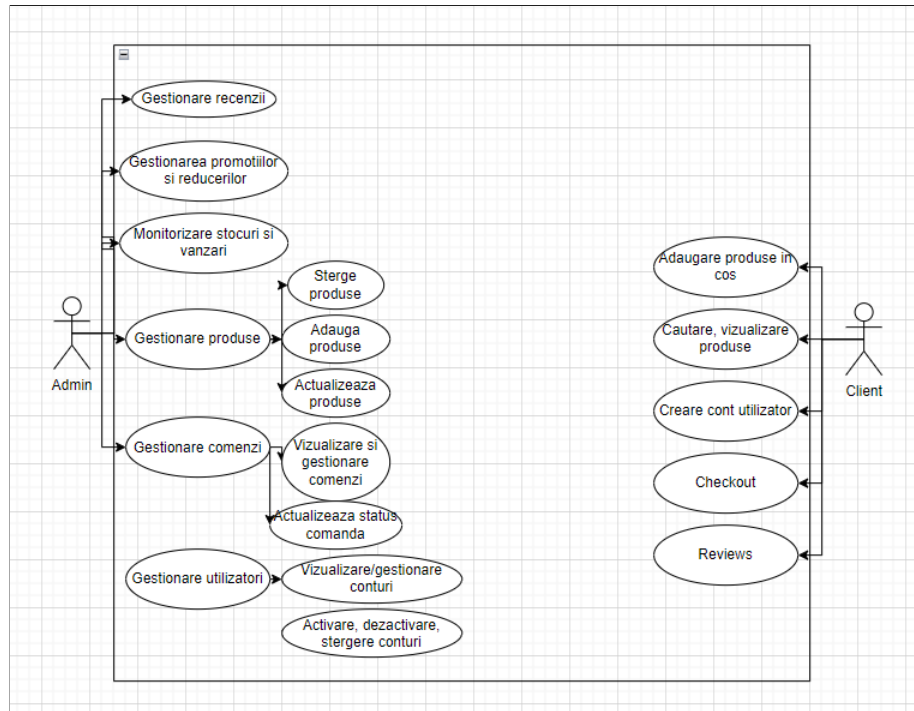 Gestionare recenzii
Gestionarea promotiilor
si reducerilor
Monitorizare stocuri si
vanzari
Sterge
produse
Gestionare produse
Adauga
produse
Admin
Actualizeaza
produse
Gestionare comenzi
Vizualizare si
gestionare
comenzi
Actualizeaza status
comanda
Gestionare utilizatori
Vizualizare/gestionare
conturi
Activare, dezactivare,
stergere conturi
Adaugare produse in
cos
Cautare, vizualizare
produse
Client
Creare cont utilizator
Checkout
Reviews